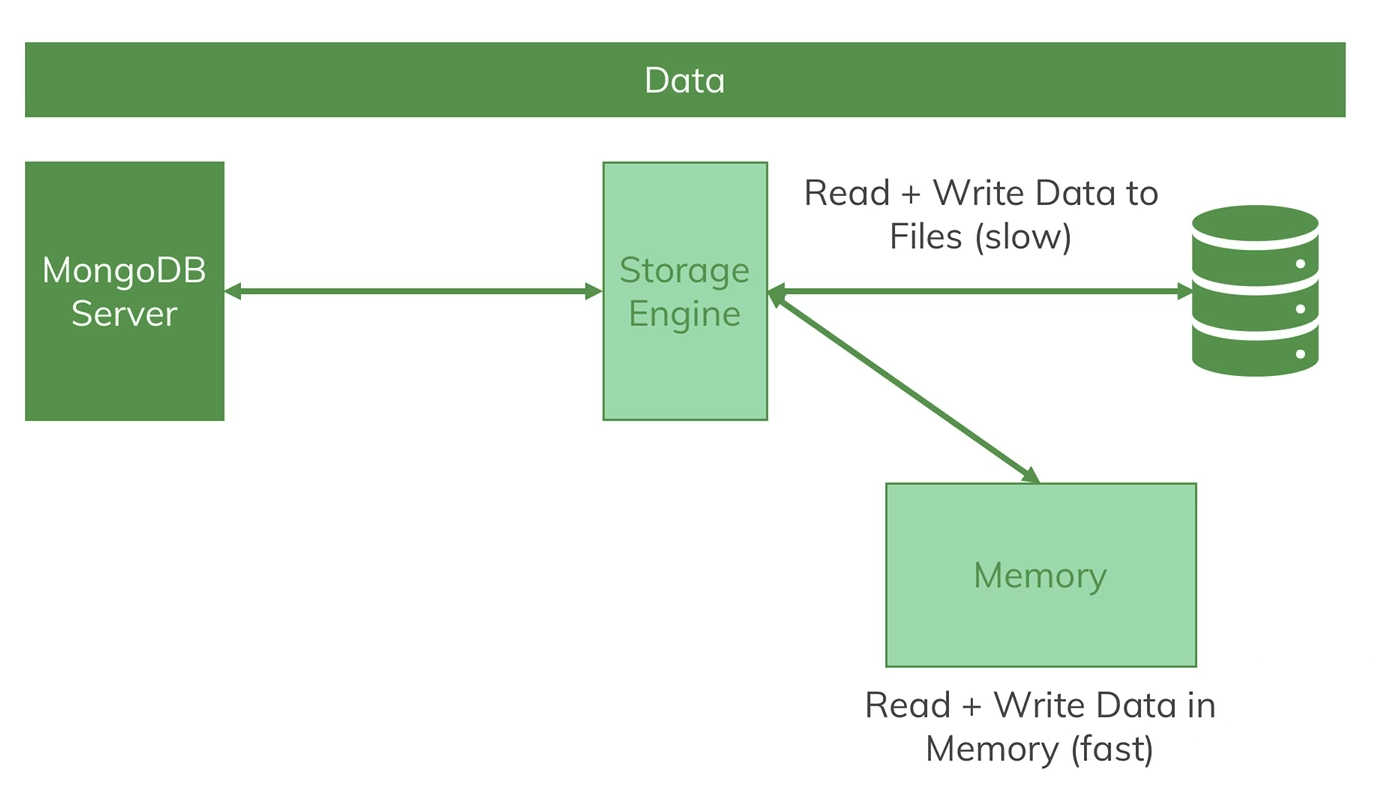 Data
MongoDB
Server
Storage
Engine
Read + Write Data to
Files (slow)
Memory
Read + Write Data in
Memory (fast)